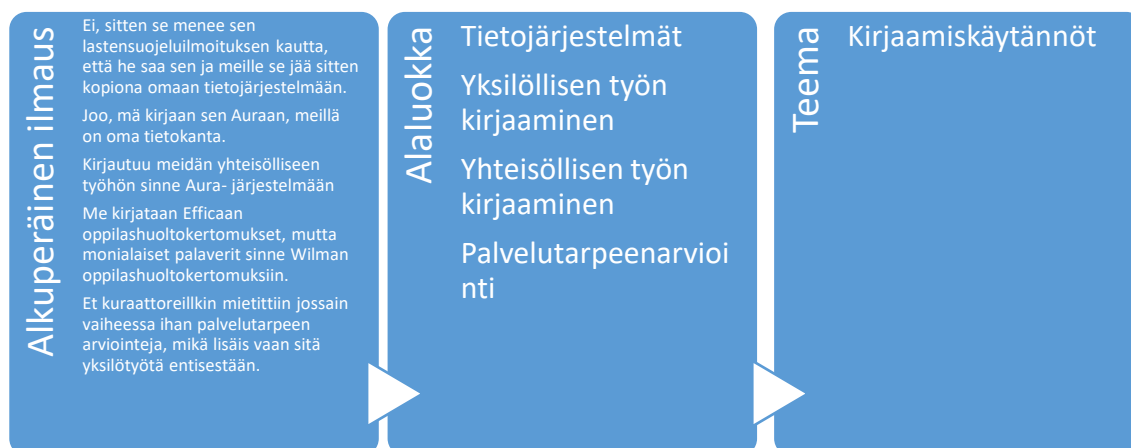 Alkuperäinen ilmaus
Ei, sitten se menee sen
lastensuojeluilmoituksen kautta,
että he saa sen ja meille se jää sitten
kopiona omaan tietojärjestelmään.
Joo, mä kirjaan sen Auraan, meillä
on oma tietokanta.
Kirjautuu meidän yhteisölliseen
työhön sinne Aura- järjestelmään
Me kirjataan Efficaan
oppilashuoltokertomukset, mutta
monialaiset palaverit sinne Wilman
oppilashuoltokertomuksiin.
Et kuraattoreillkin mietittiin jossain
vaiheessa ihan palvelutarpeen
arviointeja, mikä lisäis vaan sitä
yksilötyötä entisestään.
Alaluokka
Tietojärjestelmät
Yksilöllisen työn
kirjaaminen
Yhteisöllisen työn
kirjaaminen
Palvelutarpeenarvioi
nti
Teema
Kirjaamiskäytännöt